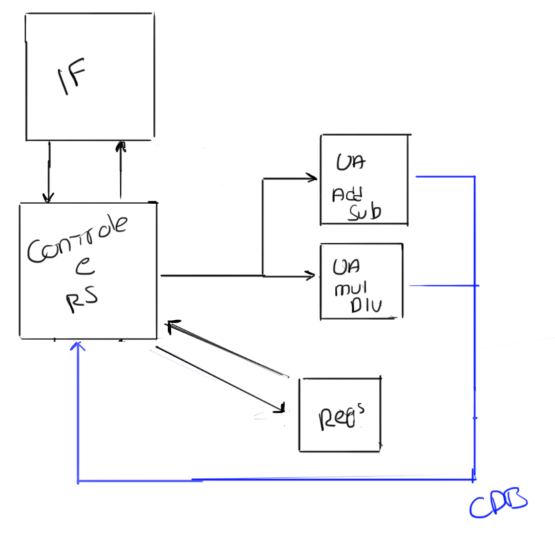 IF
Controle
e
RS
UA
Add
Sub
UA
mul
DIV
Regs
CDB